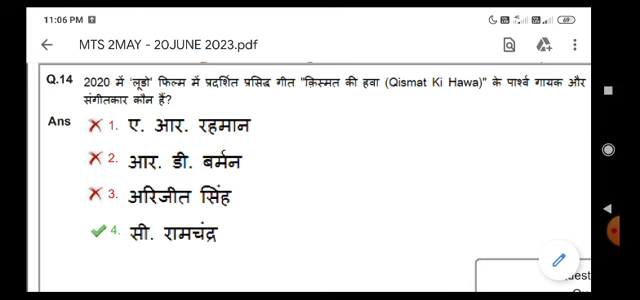 11:06 PM
69
MTS 2MAY - 20JUNE 2023.pdf
Q.14 2020 में 'लूडो' फिल्म में प्रदर्शित प्रसिद्ध गीत "क़िस्मत की हवा (Qismat Ki Hawa)" के पार्श्व गायक और
संगीतकार कौन हैं?
Ans 1. ए. आर. रहमान
2. आर. डी. बर्मन
3. अरिजीत सिंह
4. सी. रामचंद्र